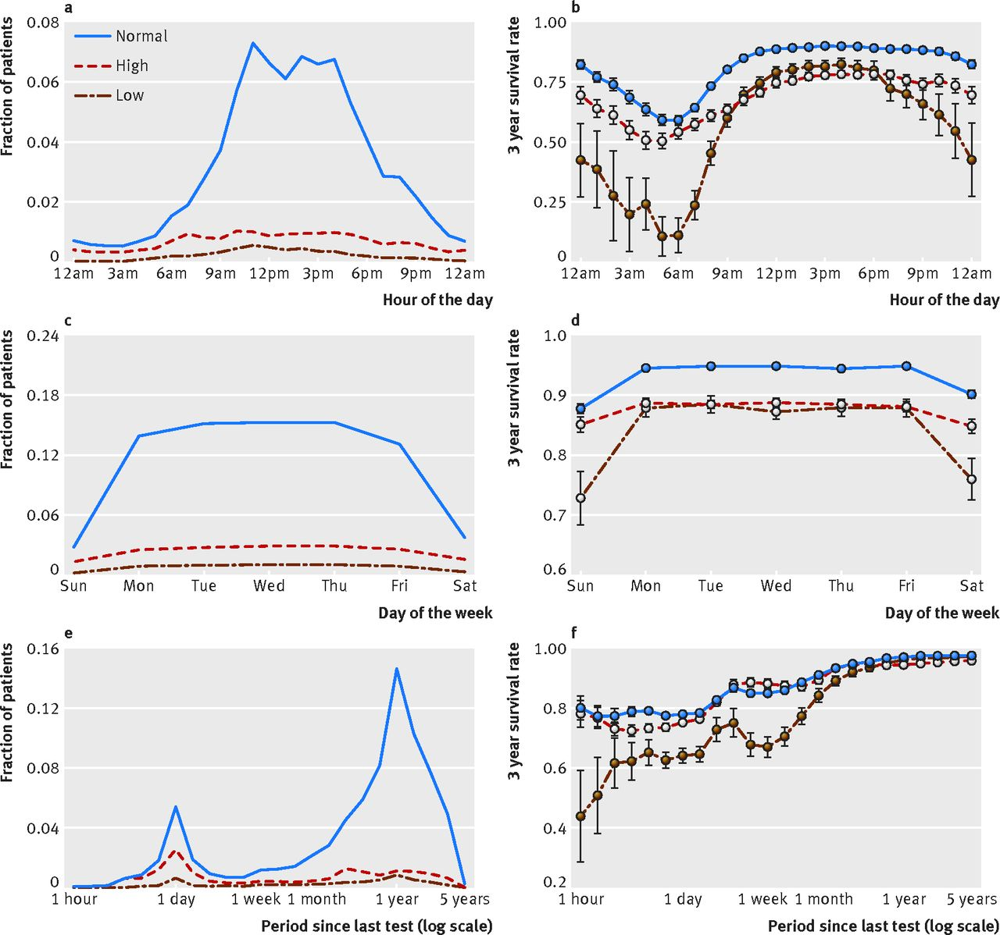 a
Fraction of patients
0.08
0.06
0.04
0.02
0
Normal
High
Low
12am 3am 6am 9am 12pm 3pm 6pm 9pm 12am
Hour of the day
b
3 year survival rate
1.00
0.75
0.50
0.25
0
12am 3am 6am 9am 12pm 3pm 6pm 9pm 12am
Hour of the day
c
Fraction of patients
0.24
0.18
0.12
0.06
0
Sun Mon Tue Wed Thu Fri Sat
Day of the week
d
3 year survival rate
1.0
0.9
0.8
0.7
0.6
Sun Mon Tue Wed Thu Fri Sat
Day of the week
e
Fraction of patients
0.16
0.12
0.08
0.04
0
1 hour 1 day 1 week 1 month 1 year 5 years
Period since last test (log scale)
f
3 year survival rate
1.00
0.8
0.6
0.4
0.2
1 hour 1 day 1 week 1 month 1 year 5 years
Period since last test (log scale)